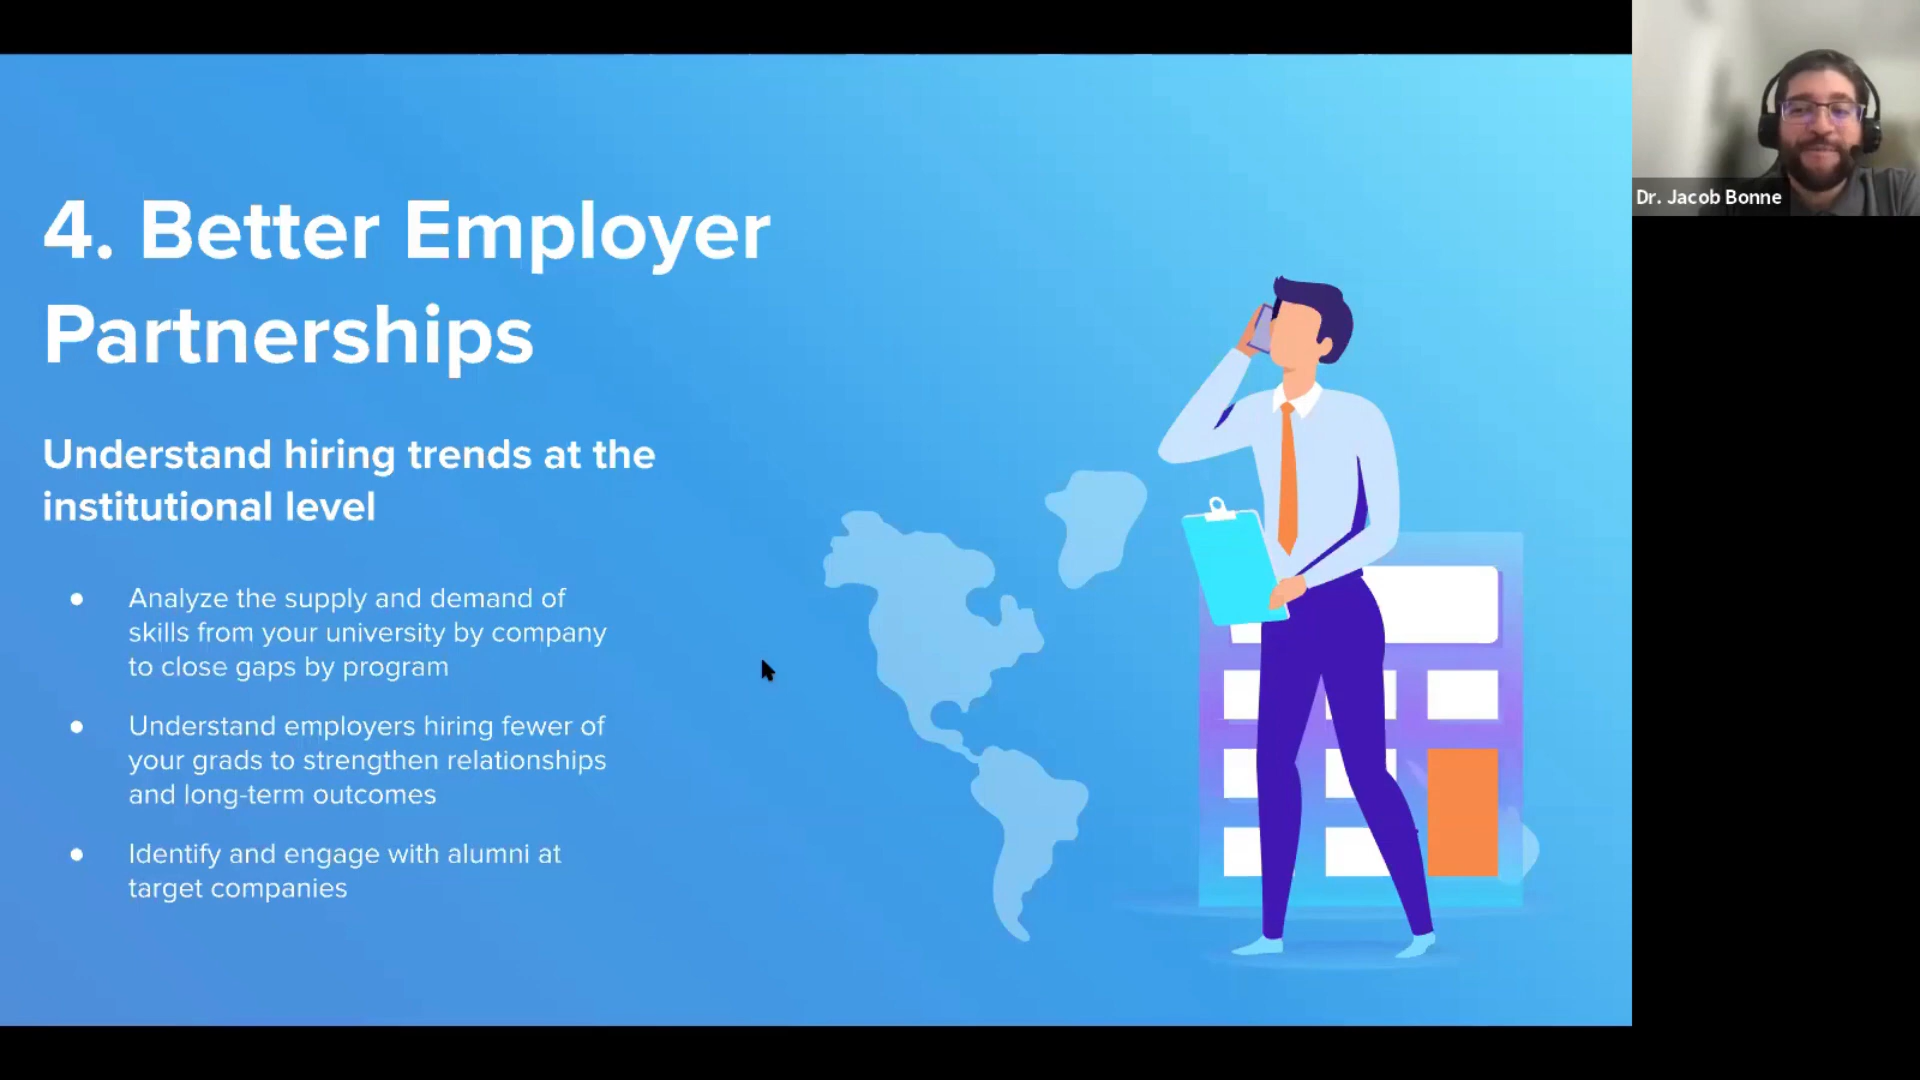 4. Better Employer
Partnerships
Understand hiring trends at the
institutional level
● Analyze the supply and demand of
skills from your university by company
to close gaps by program
● Understand employers hiring fewer of
your grads to strengthen relationships
and long-term outcomes
● Identify and engage with alumni at
target companies
Dr. Jacob Bonne